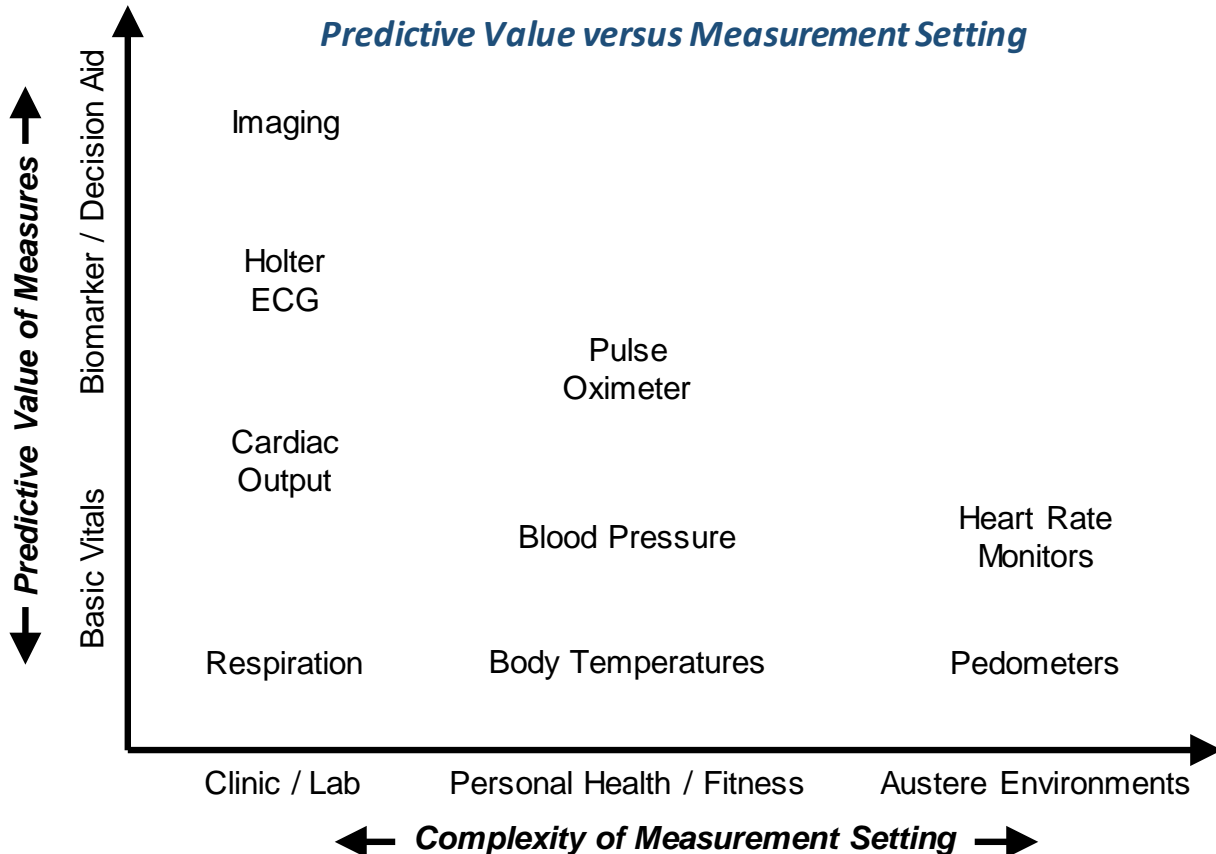 Predictive Value versus Measurement Setting
Predictive Value of Measures
Biomarker / Decision Aid
Basic Vitals
Imaging
Holter
ECG
Pulse
Oximeter
Cardiac
Output
Blood Pressure
Heart Rate
Monitors
Respiration
Body Temperatures
Pedometers
Clinic / Lab
Personal Health / Fitness
Austere Environments
Complexity of Measurement Setting